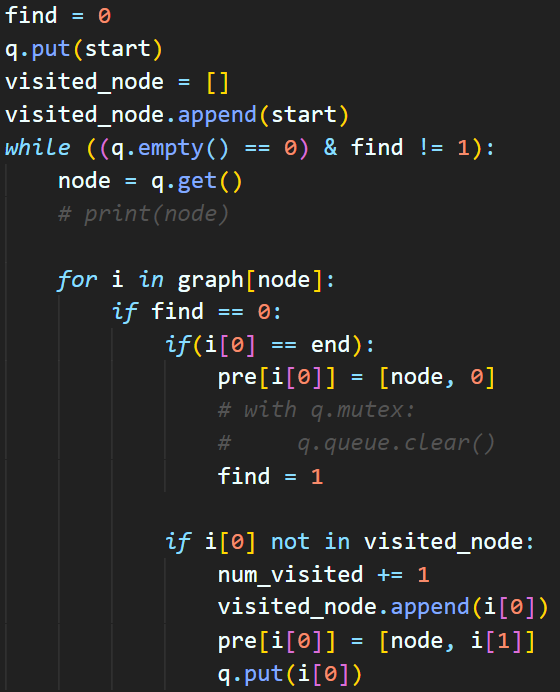 find = 0
q.put(start)
visited_node = []
visited_node.append(start)
while ((q.empty() == 0) & find != 1):
    node = q.get()
    # print(node)

    for i in graph[node]:
        if find == 0:
            if(i[0] == end):
                pre[i[0]] = [node, 0]
                # with q.mutex:
                #     q.queue.clear()
                find = 1

            if i[0] not in visited_node:
                num_visited += 1
                visited_node.append(i[0])
                pre[i[0]] = [node, i[1]]
                q.put(i[0])